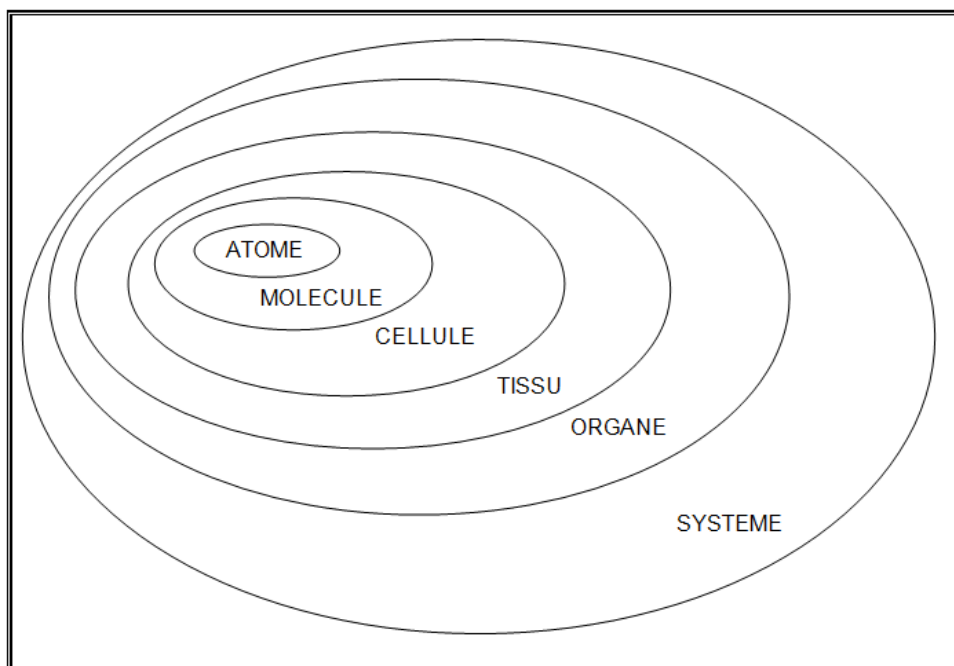 ATOME
MOLECULE
CELLULE
TISSU
ORGANE
SYSTEME